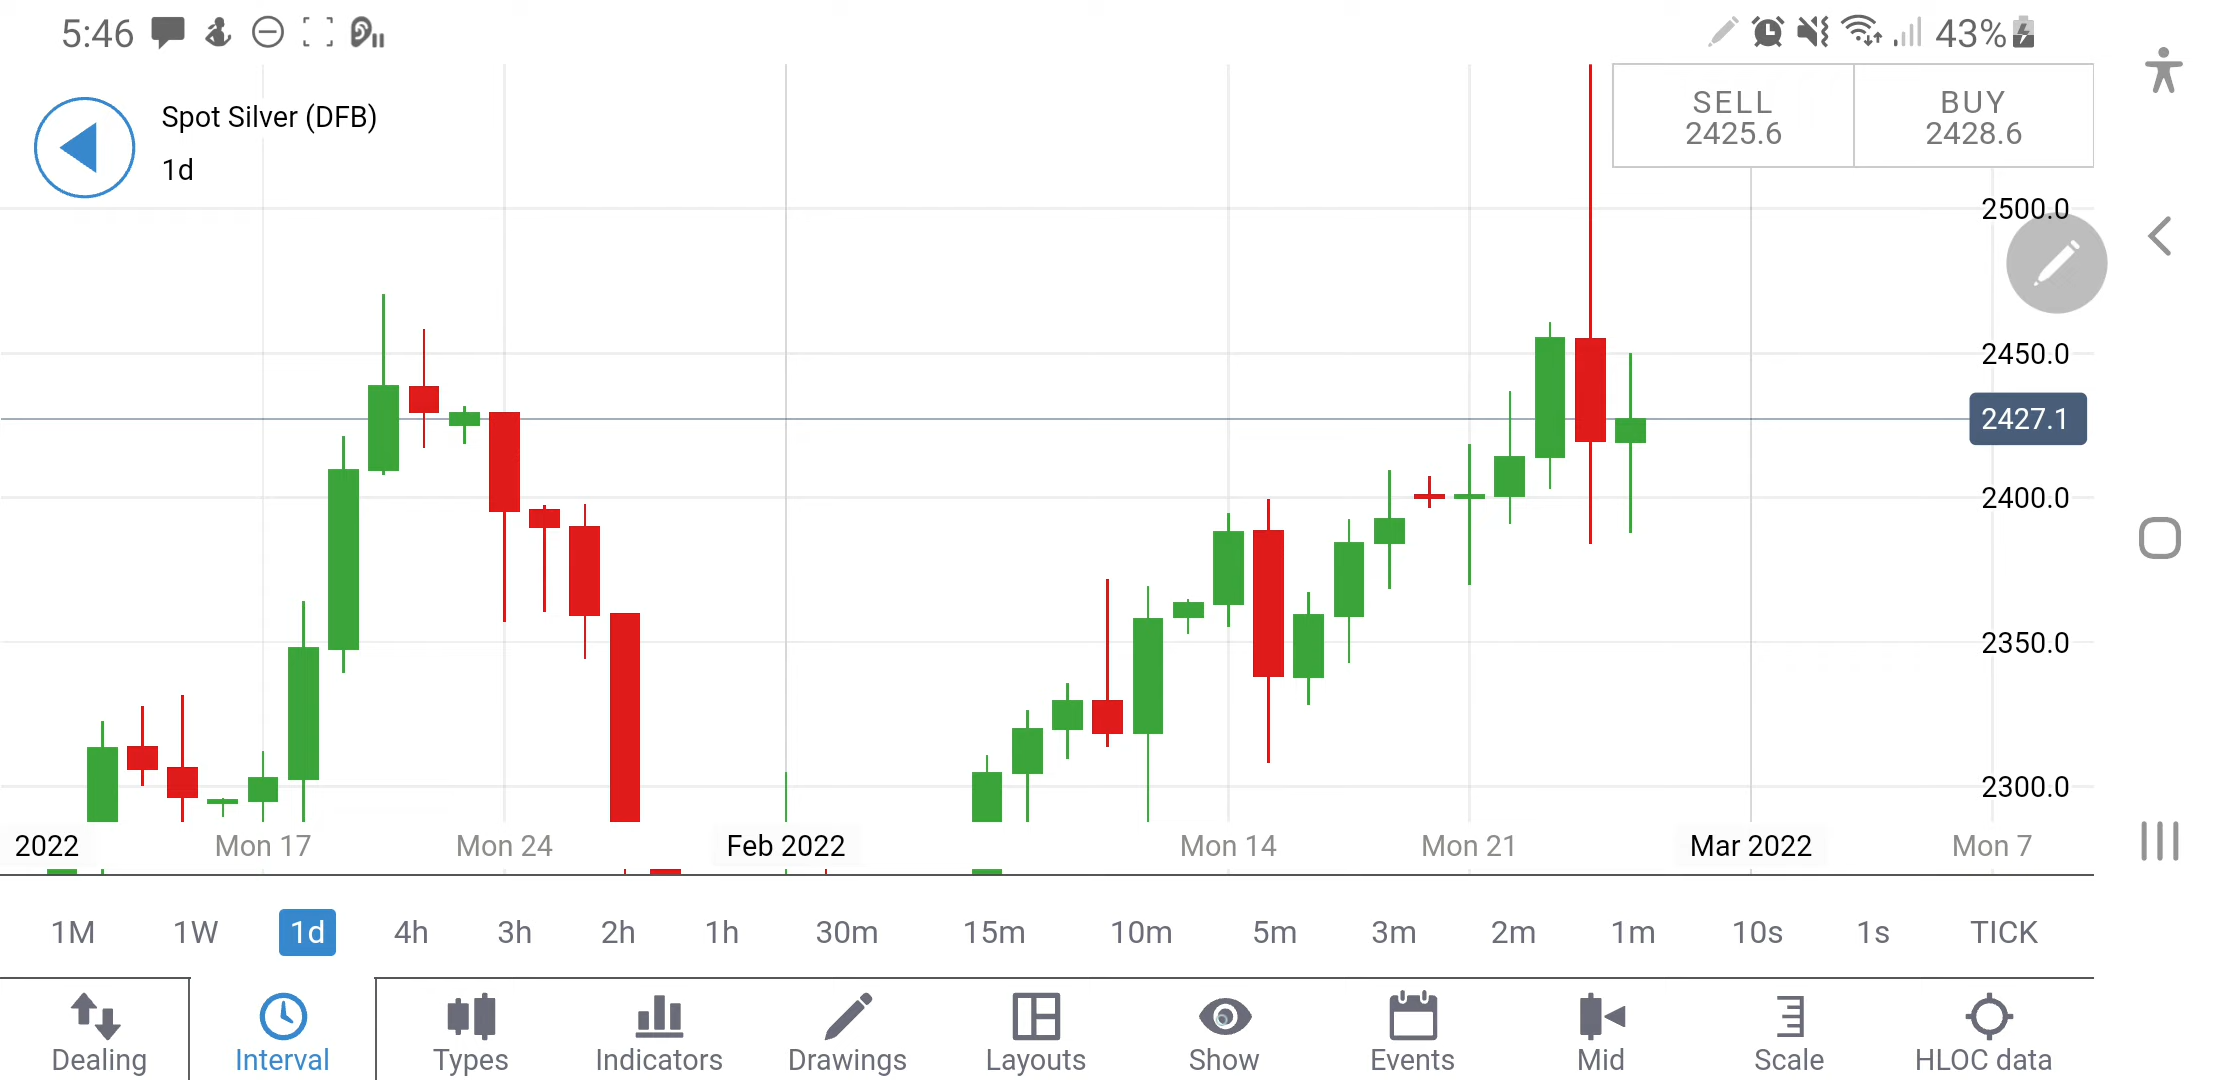 5:46
43%
Spot Silver (DFB)
1d
SELL
2425.6
BUY
2428.6
2500.0
2450.0
2427.1
2400.0
2350.0
2300.0
2022 Mon 17 Mon 24 Feb 2022 Mon 14 Mon 21 Mar 2022 Mon 7
1M 1W 1d 4h 3h 2h 1h 30m 15m 10m 5m 3m 2m 1m 10s 1s TICK
Dealing Interval Types Indicators Drawings Layouts Show Events Mid Scale HLOC data